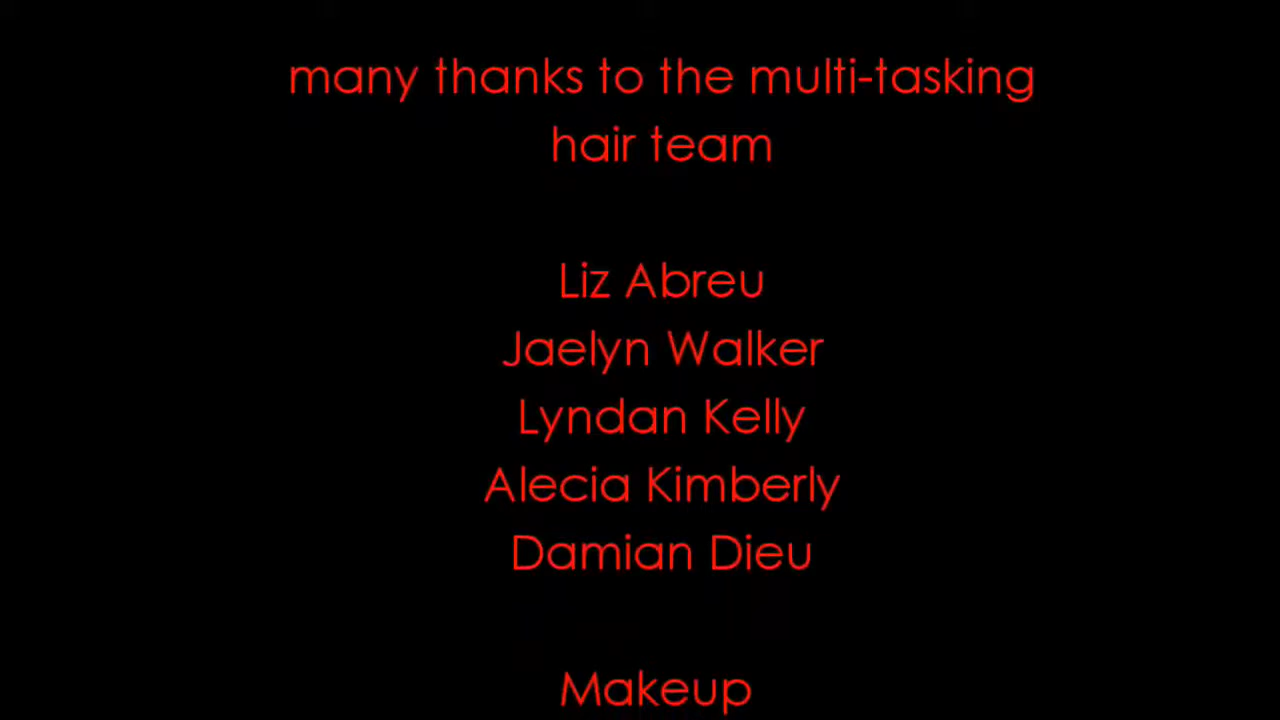 many thanks to the multi-tasking
hair team
Liz Abreu
Jaelyn Walker
Lyndan Kelly
Alecia Kimberly
Damian Dieu
Makeup